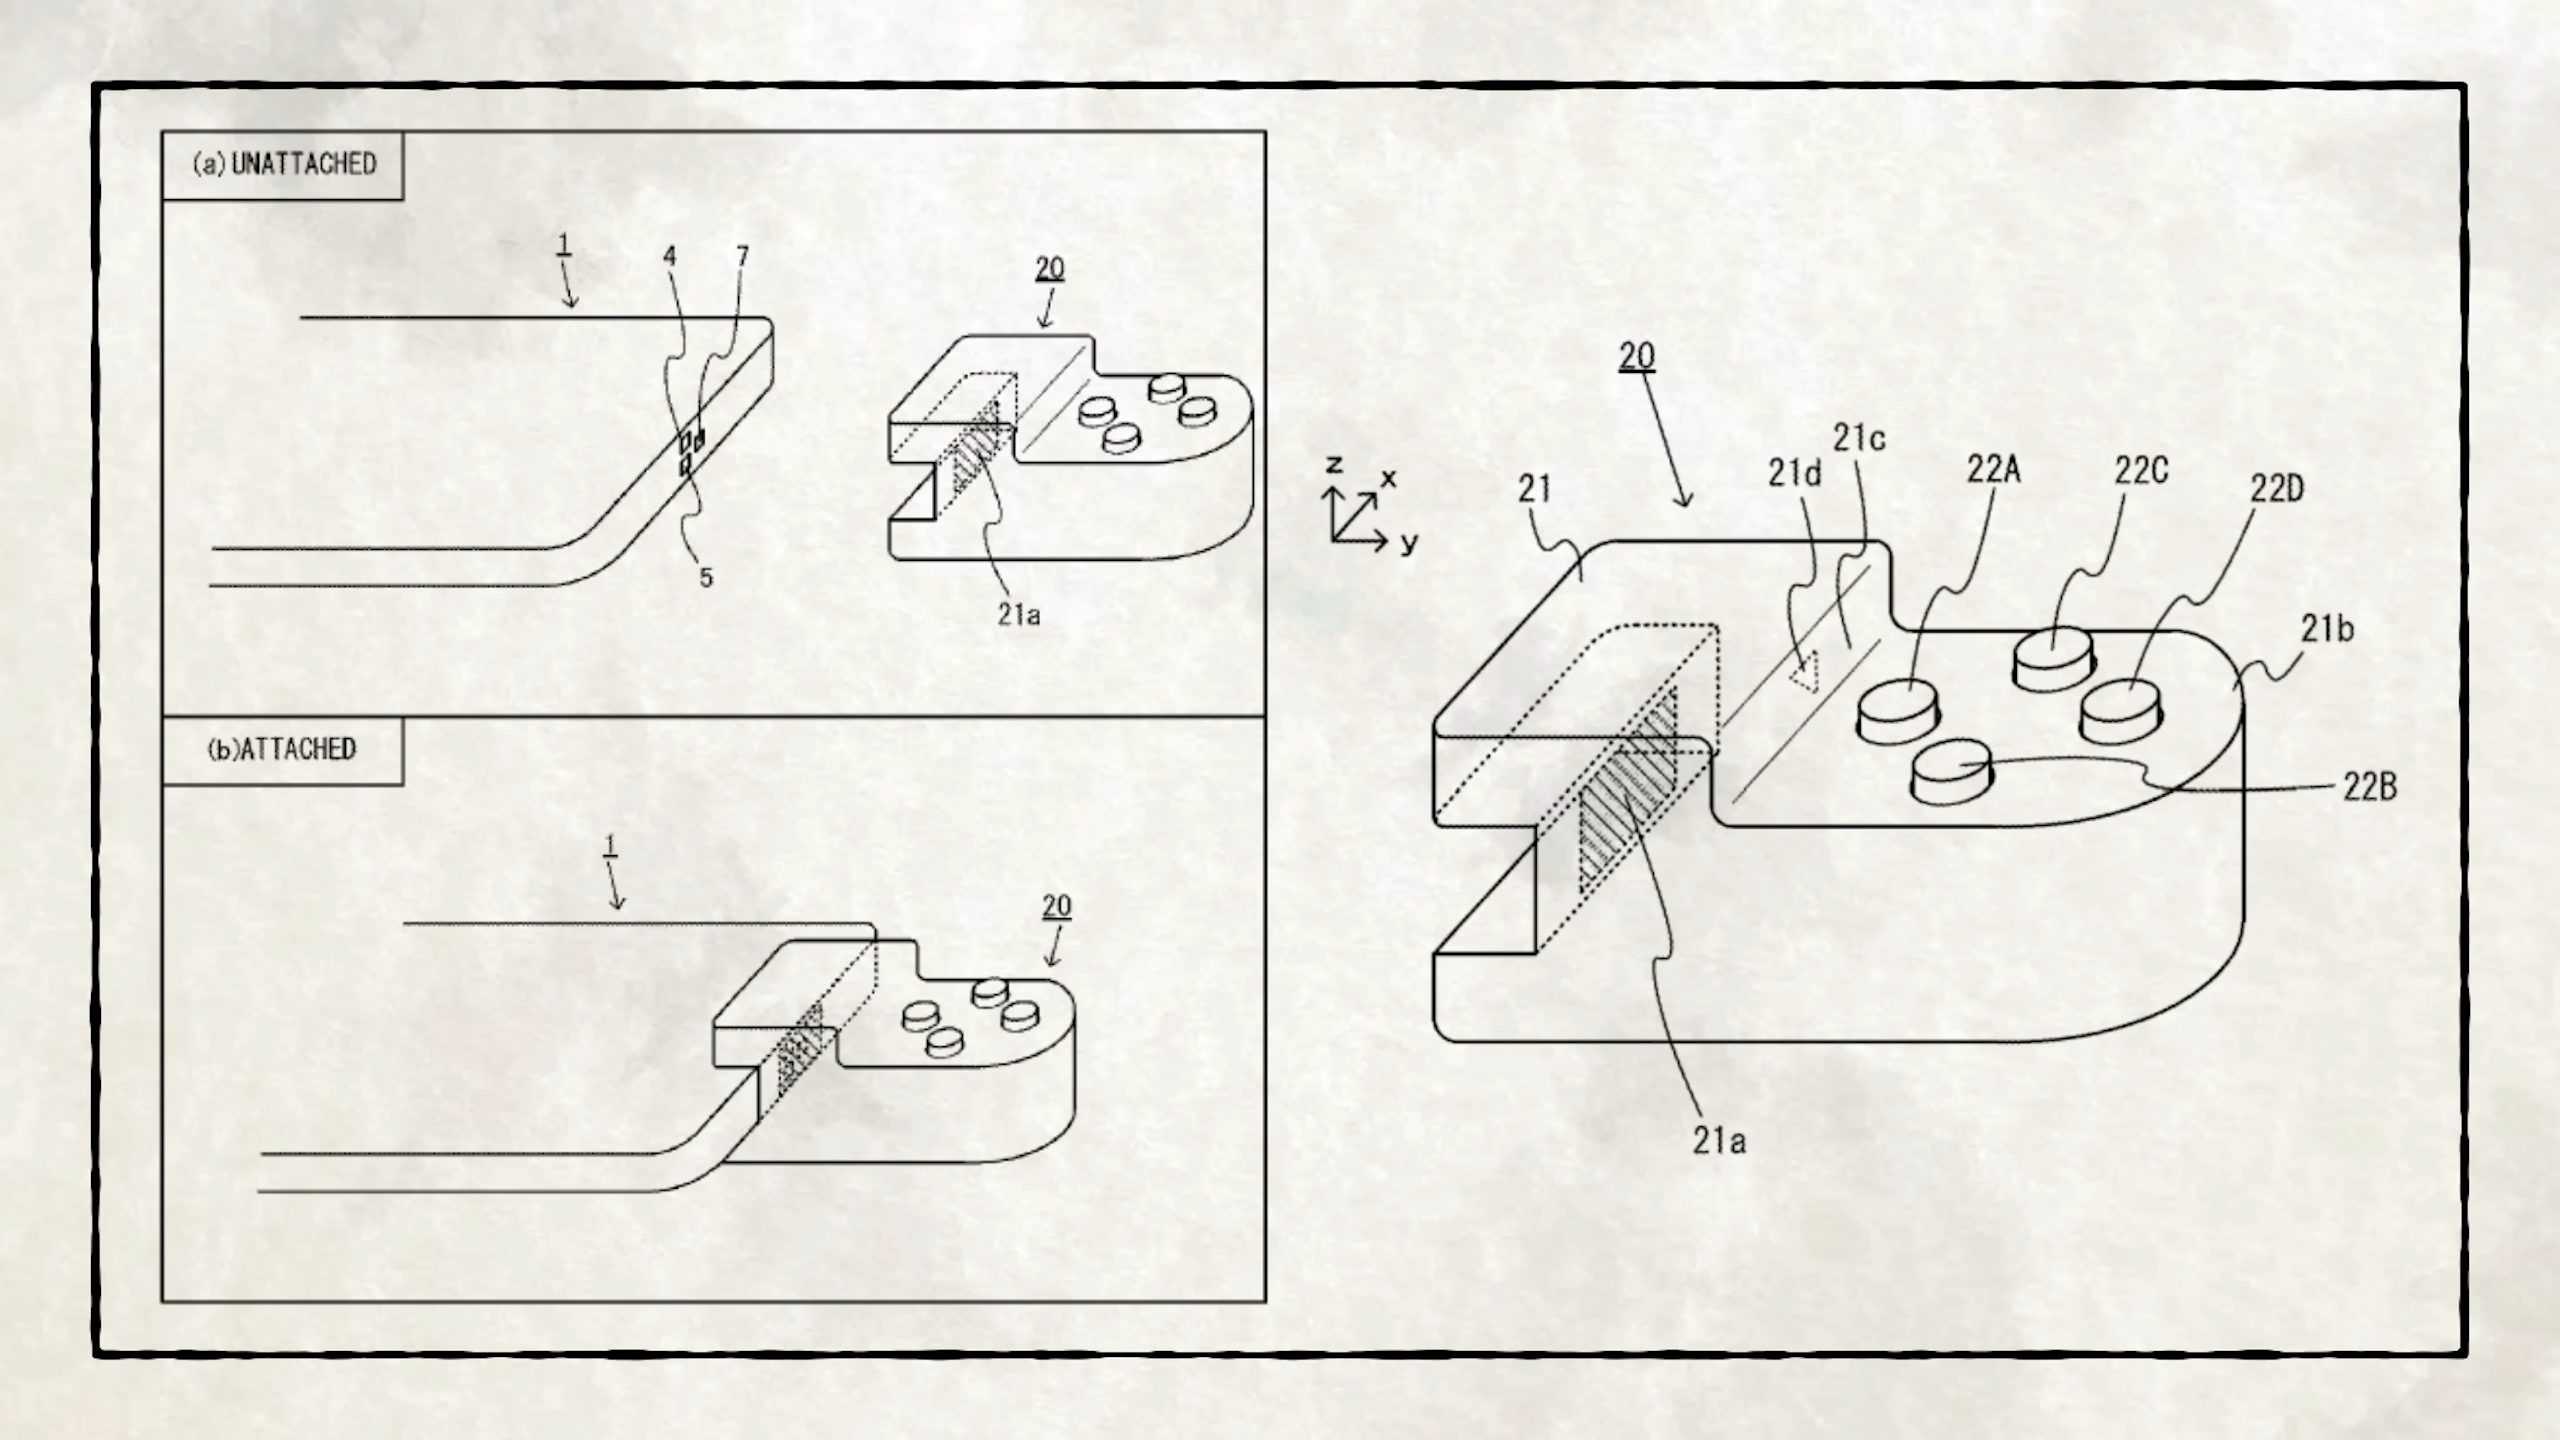 (a)UNATTACHED
1
4
7
20
5
21a
(b)ATTACHED
1
20
20
z
x
y
21
21d
21c
22A
22C
22D
21b
22B
21a